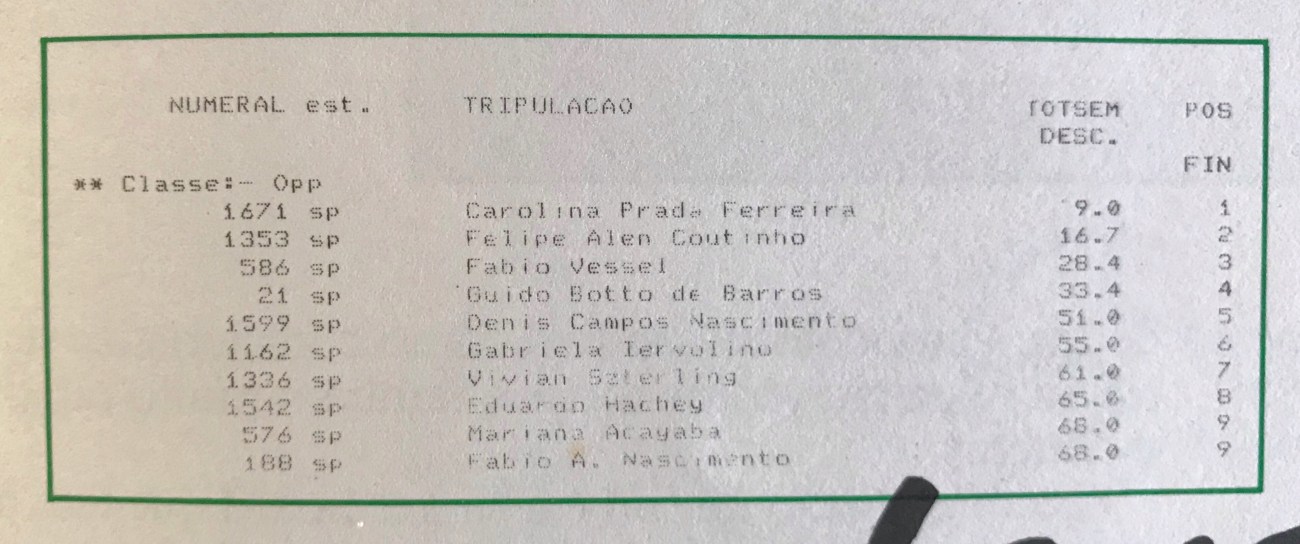 NUMERAL est. TRIPULACAO TOTSEM POS
DESC.
FIN
** Classe:- Opp
1671 sp Carolina Prada Ferreira 9.0 1
1353 sp Felipe Alen Coutinho 16.7 2
586 sp Fabio Vessel 28.4 3
21 sp Guido Botto de Barros 33.4 4
1599 sp Denis Campos Nascimento 51.0 5
1162 sp Gabriela Iervolino 55.0 6
1336 sp Vivian Szterling 61.0 7
1542 sp Eduardo Hachey 65.0 8
576 sp Mariana Acayaba 68.0 9
188 sp Fabio A. Nascimento 68.0 9